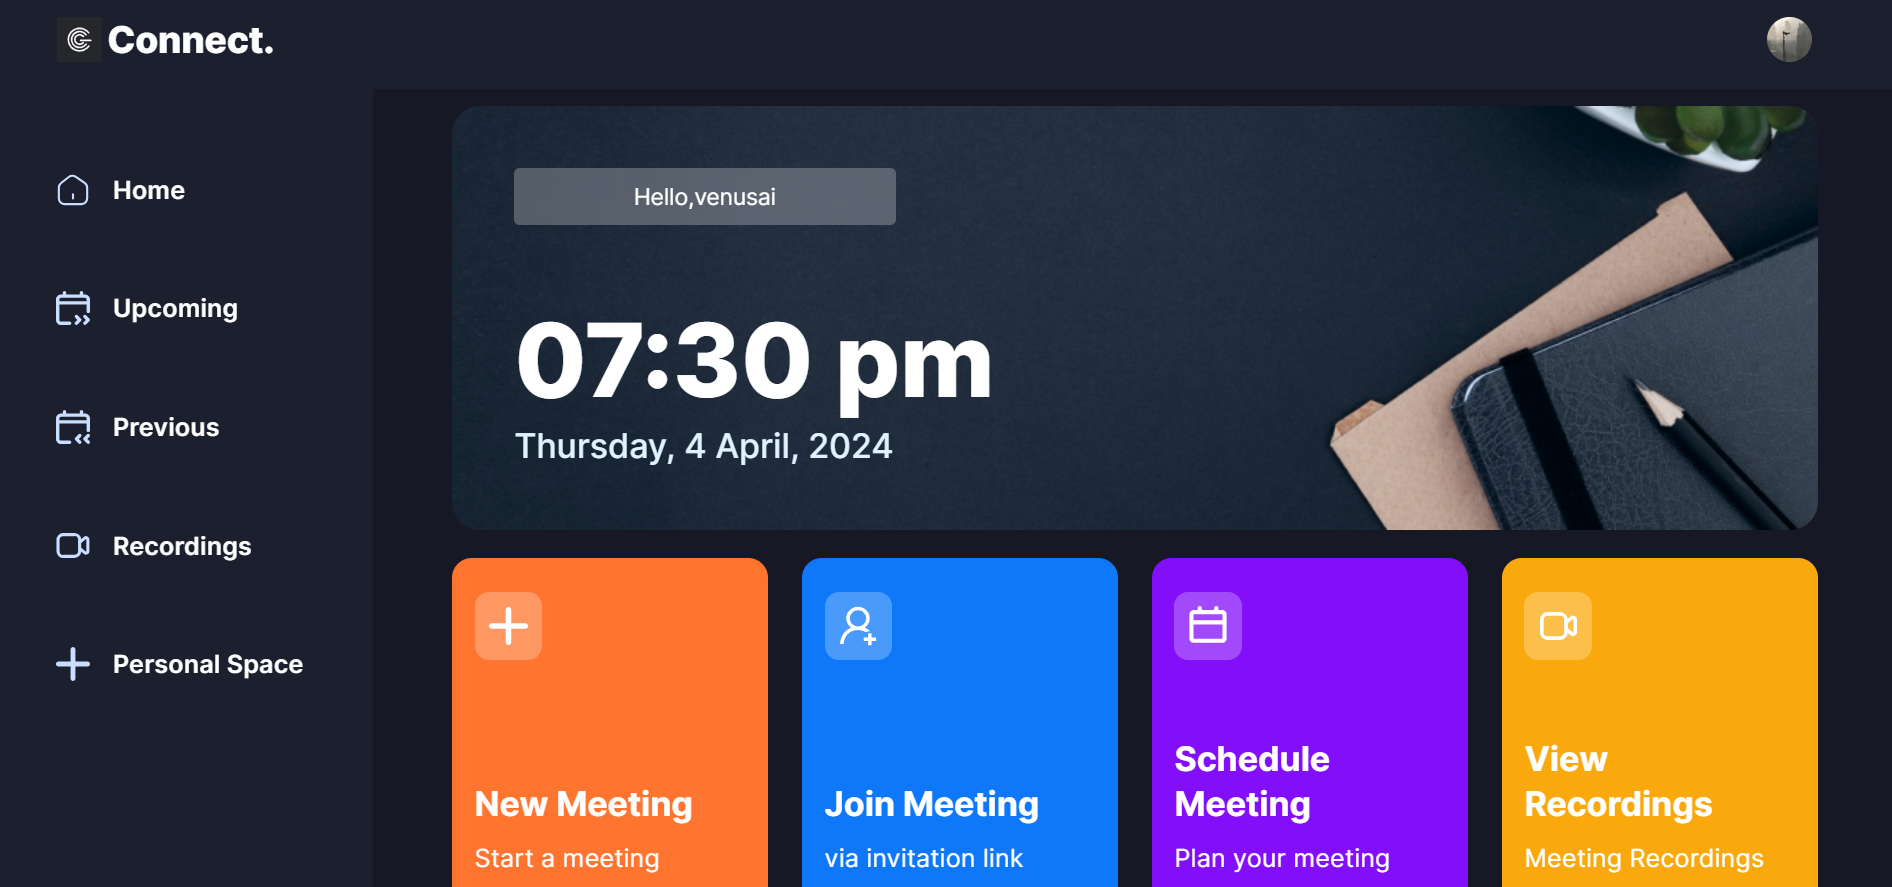 Connect.
Home
Upcoming
Previous
Recordings
Personal Space
Hello,venusai
07:30 pm
Thursday, 4 April, 2024
New Meeting
Start a meeting
Join Meeting
via invitation link
Schedule
Meeting
Plan your meeting
View
Recordings
Meeting Recordings